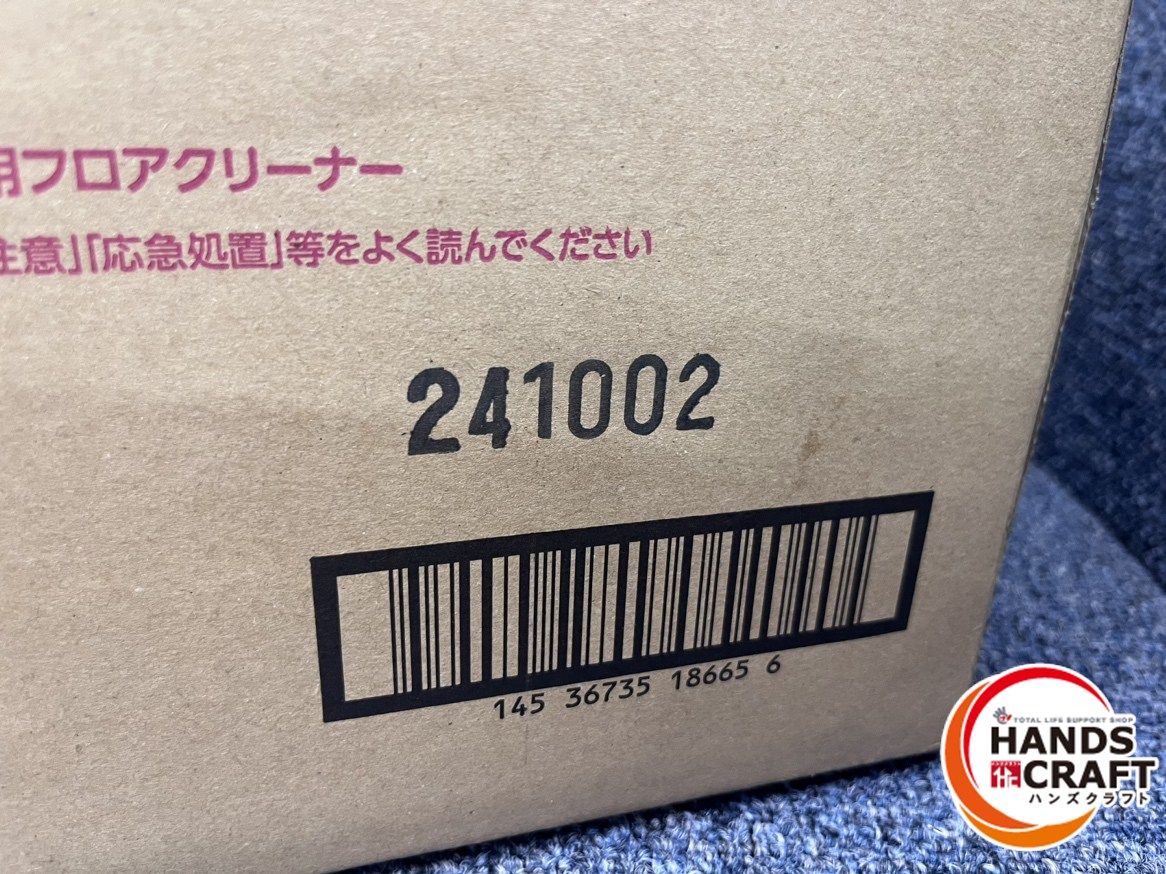 用フロアクリーナー
注意」「応急処置」等をよく読んでください
241002
145 36735 18665 6
TOTAL LIFE SUPPORT SHOP
HANDS
CRAFT
ハンズクラフト